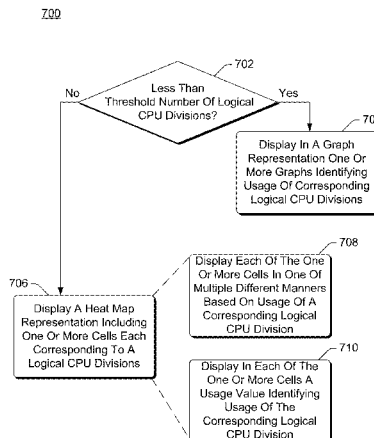 700
702
Less Than
Threshold Number Of Logical
CPU Divisions?
No
Yes
Display In A Graph
Representation One Or
More Graphs Identifying
Usage Of Corresponding
Logical CPU Divisions
708
Display Each Of The One
Or More Cells In One Of
Multiple Different Manners
Based On Usage Of A
Corresponding Logical
CPU Division
706
Display A Heat Map
Representation Including
One Or More Cells Each
Corresponding To A
Logical CPU Divisions
710
Display In Each Of The
One Or More Cells A
Usage Value Identifying
Usage Of The
Corresponding Logical
CPU Division